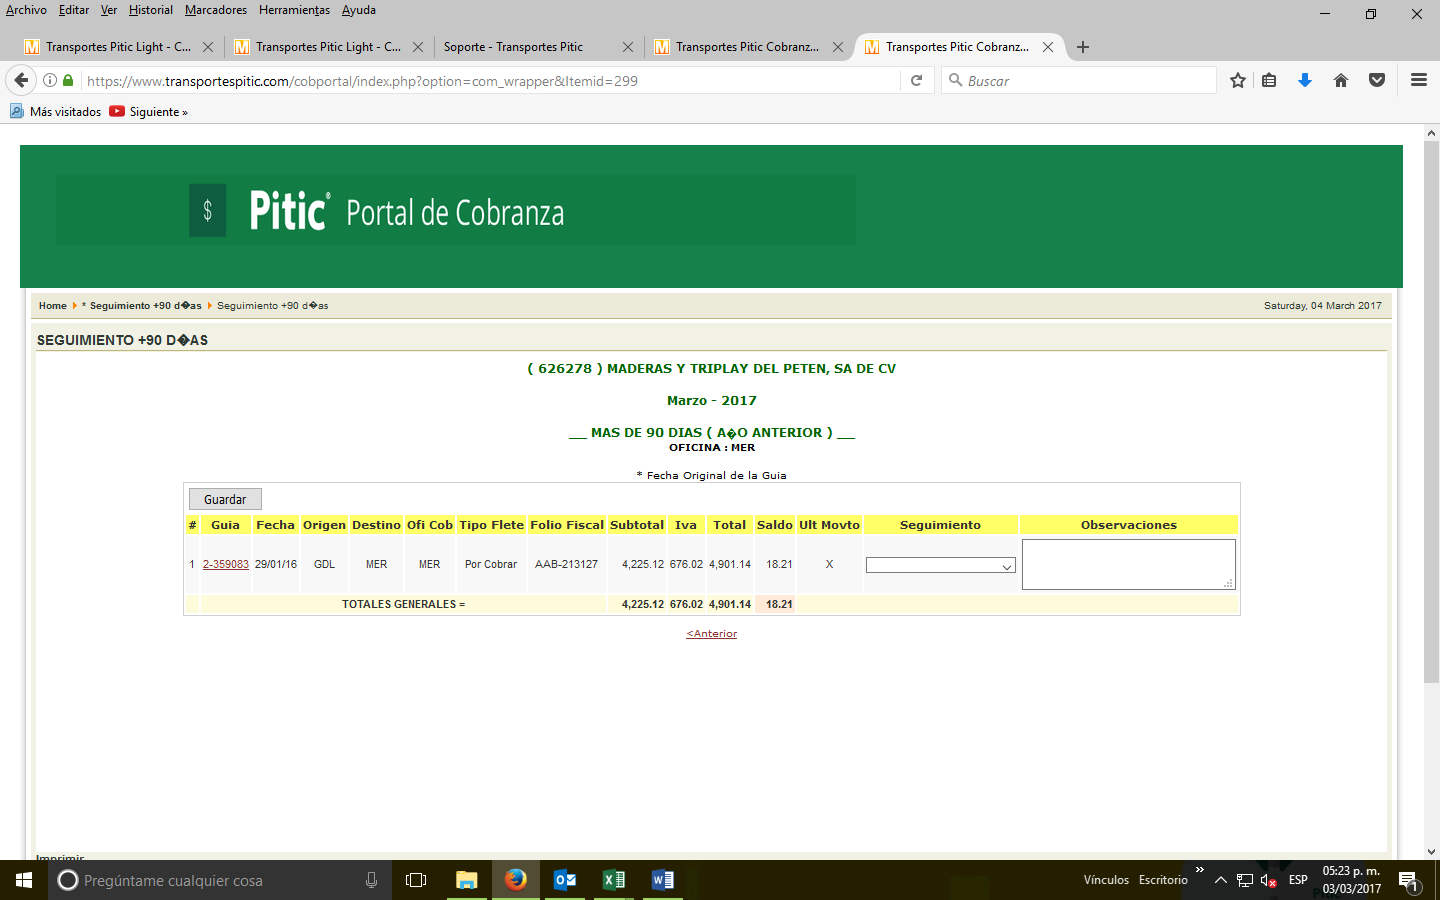 Archivo Editar Ver Historial Marcadores Herramientas Ayuda
Transportes Pitic Light - C... Transportes Pitic Light - C... Soporte - Transportes Pitic Transportes Pitic Cobranz... Transportes Pitic Cobranz...
https://www.transportespitic.com/cobportal/index.php?option=com_wrapper&Itemid=299 Buscar
Más visitados Siguiente »
$ Pitic® Portal de Cobranza
Home * Seguimiento +90 d�as Seguimiento +90 d�as Saturday, 04 March 2017
SEGUIMIENTO +90 D�AS
( 626278 ) MADERAS Y TRIPLAY DEL PETEN, SA DE CV
Marzo - 2017
__ MAS DE 90 DIAS ( A�O ANTERIOR ) __
OFICINA : MER
* Fecha Original de la Guia
Guardar
# Guia Fecha Origen Destino Ofi Cob Tipo Flete Folio Fiscal Subtotal Iva Total Saldo Ult Movto Seguimiento Observaciones
1 2-359083 29/01/16 GDL MER MER Por Cobrar AAB-213127 4,225.12 676.02 4,901.14 18.21 X
TOTALES GENERALES = 4,225.12 676.02 4,901.14 18.21
<Anterior
Imprimir
Pregúntame cualquier cosa Vínculos Escritorio » ESP 05:23 p. m.
03/03/2017 1